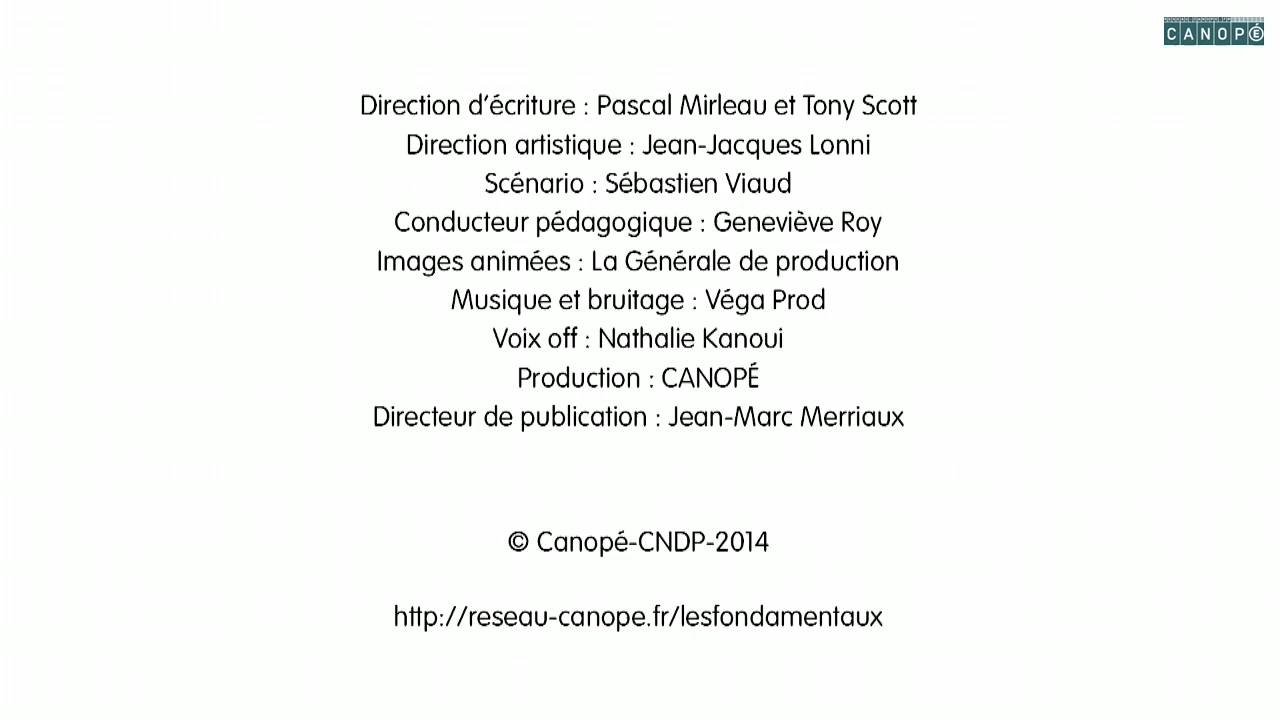 CANOPÉ
Direction d’écriture : Pascal Mirleau et Tony Scott
Direction artistique : Jean-Jacques Lonni
Scénario : Sébastien Viaud
Conducteur pédagogique : Geneviève Roy
Images animées : La Générale de production
Musique et bruitage : Véga Prod
Voix off : Nathalie Kanoui
Production : CANOPÉ
Directeur de publication : Jean-Marc Merriaux
© Canopé-CNDP-2014
http://reseau-canope.fr/lesfondamentaux